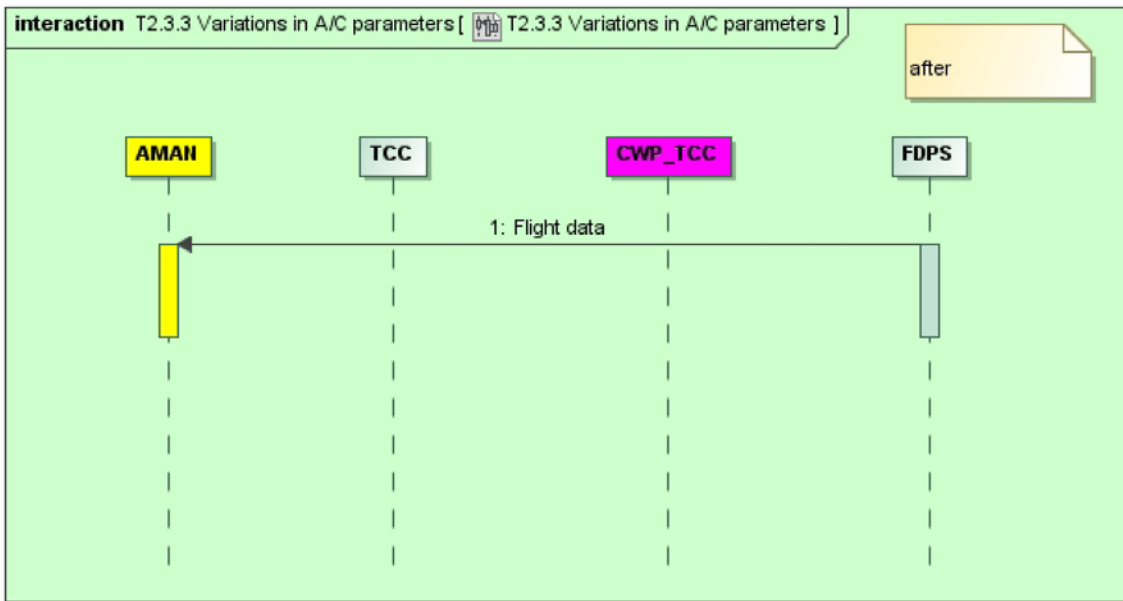 interaction T2.3.3 Variations in A/C parameters [ T2.3.3 Variations in A/C parameters ]
after
AMAN TCC CWP_TCC FDPS
1: Flight data